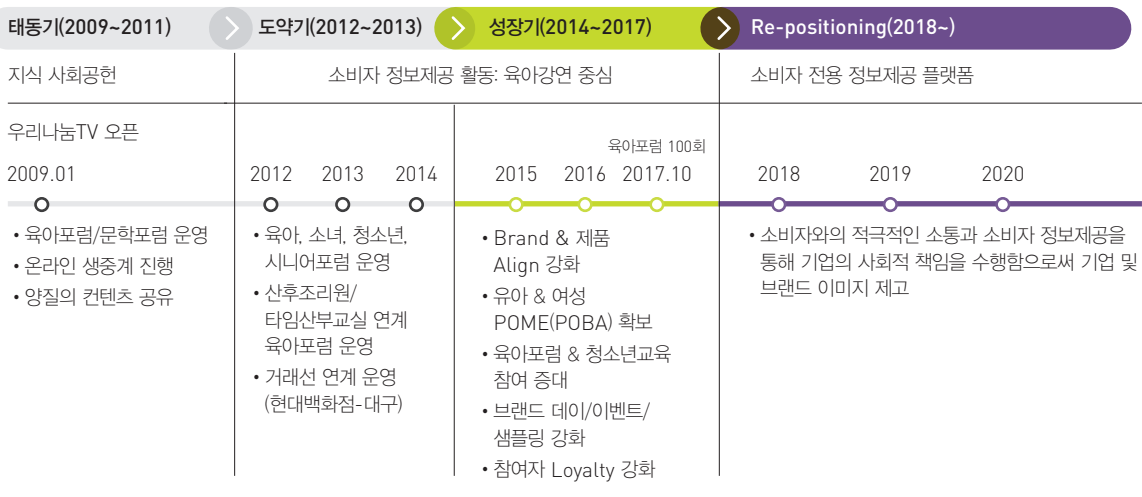 태동기(2009~2011)
도약기(2012~2013)
성장기(2014~2017)
Re-positioning(2018~)
지식 사회공헌
소비자 정보제공 활동: 육아강연 중심
소비자 전용 정보제공 플랫폼
우리나눔TV 오픈
2009.01
• 육아포럼/문학포럼 운영
• 온라인 생중계 진행
• 양질의 컨텐츠 공유
2012
2013
2014
• 육아, 소녀, 청소년,
시니어포럼 운영
• 산후조리원/
타임산부교실 연계
육아포럼 운영
• 거래선 연계 운영
(현대백화점-대구)
육아포럼 100회
2015
2016
2017.10
• Brand & 제품
Align 강화
• 유아 & 여성
POME(POBA) 확보
• 육아포럼 & 청소년교육
참여 증대
• 브랜드 데이/이벤트/
샘플링 강화
• 참여자 Loyalty 강화
2018
2019
2020
• 소비자와의 적극적인 소통과 소비자 정보제공을
통해 기업의 사회적 책임을 수행함으로써 기업 및
브랜드 이미지 제고